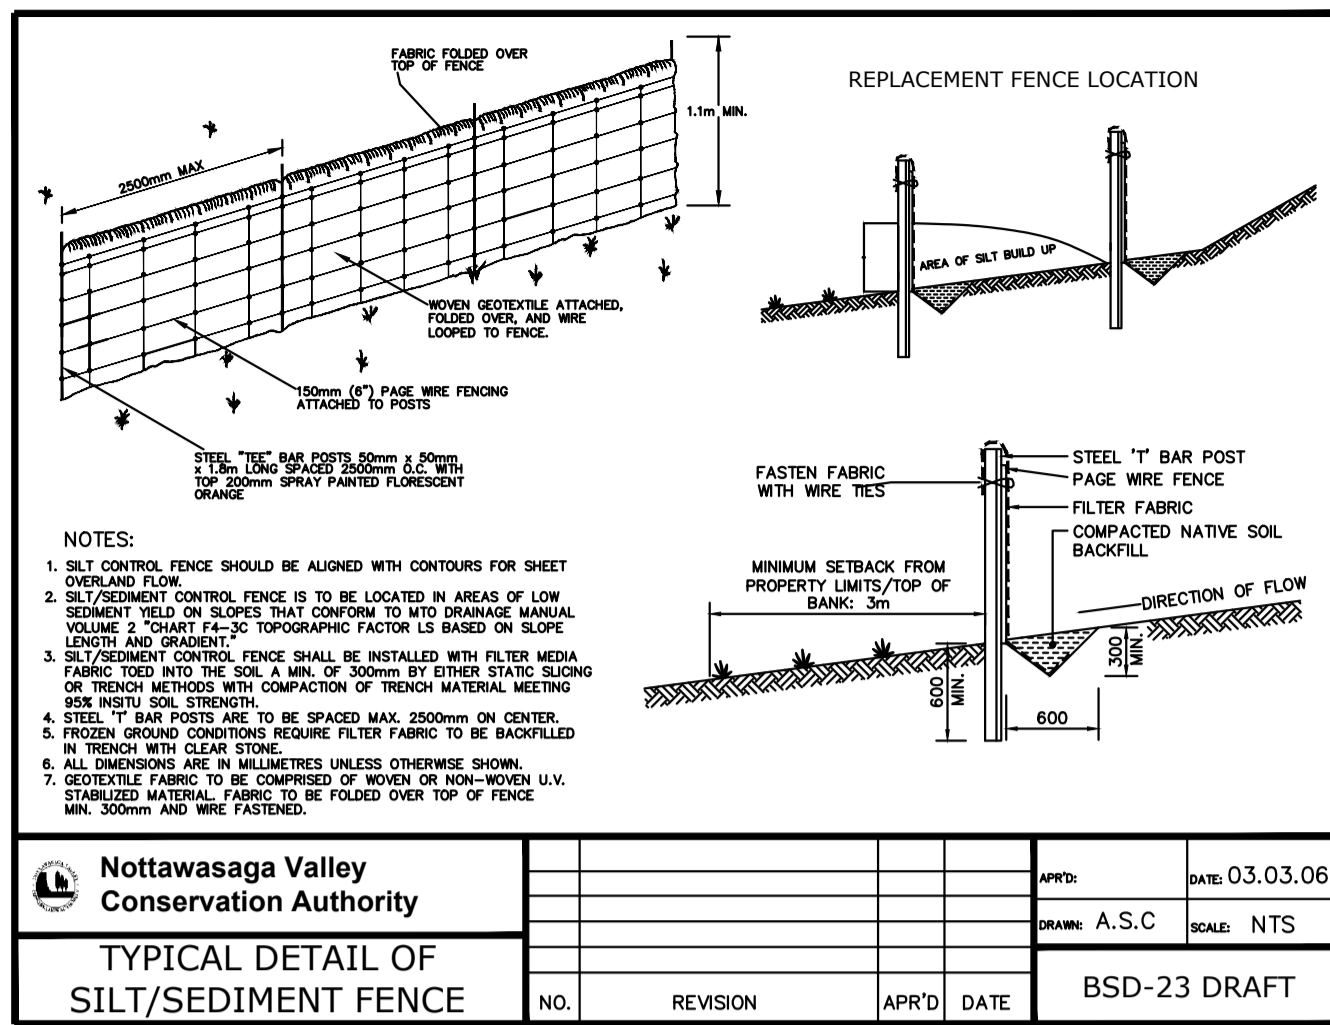 FABRIC FOLDED OVER
TOP OF FENCE
1.1m MIN.
2500mm MAX
WOVEN GEOTEXTILE ATTACHED,
FOLDED OVER, AND WIRE
LOOPED TO FENCE.
150mm (6") PAGE WIRE FENCING
ATTACHED TO POSTS
STEEL "TEE" BAR POSTS 50mm x 50mm
x 1.8m LONG SPACED 2500mm O.C. WITH
TOP 200mm SPRAY PAINTED FLORESCENT
ORANGE
REPLACEMENT FENCE LOCATION
AREA OF SILT BUILD UP
FASTEN FABRIC
WITH WIRE TIES
STEEL 'T' BAR POST
PAGE WIRE FENCE
FILTER FABRIC
COMPACTED NATIVE SOIL
BACKFILL
MINIMUM SETBACK FROM
PROPERTY LIMITS/TOP OF
BANK: 3m
DIRECTION OF FLOW
300
MIN.
600
MIN.
600
NOTES:
1. SILT CONTROL FENCE SHOULD BE ALIGNED WITH CONTOURS FOR SHEET
OVERLAND FLOW.
2. SILT/SEDIMENT CONTROL FENCE IS TO BE LOCATED IN AREAS OF LOW
SEDIMENT YIELD ON SLOPES THAT CONFORM TO MTO DRAINAGE MANUAL
VOLUME 2 "CHART F4-3C TOPOGRAPHIC FACTOR LS BASED ON SLOPE
LENGTH AND GRADIENT."
3. SILT/SEDIMENT CONTROL FENCE SHALL BE INSTALLED WITH FILTER MEDIA
FABRIC TOED INTO THE SOIL A MIN. OF 300mm BY EITHER STATIC SLICING
OR TRENCH METHODS WITH COMPACTION OF TRENCH MATERIAL MEETING
95% INSITU SOIL STRENGTH.
4. STEEL 'T' BAR POSTS ARE TO BE SPACED MAX. 2500mm ON CENTER.
5. FROZEN GROUND CONDITIONS REQUIRE FILTER FABRIC TO BE BACKFILLED
IN TRENCH WITH CLEAR STONE.
6. ALL DIMENSIONS ARE IN MILLIMETRES UNLESS OTHERWISE SHOWN.
7. GEOTEXTILE FABRIC TO BE COMPRISED OF WOVEN OR NON-WOVEN U.V.
STABILIZED MATERIAL. FABRIC TO BE FOLDED OVER TOP OF FENCE
MIN. 300mm AND WIRE FASTENED.
Nottawasaga Valley
Conservation Authority
TYPICAL DETAIL OF
SILT/SEDIMENT FENCE
NO. REVISION APR'D DATE
APR'D: DATE: 03.03.06
DRAWN: A.S.C SCALE: NTS
BSD-23 DRAFT